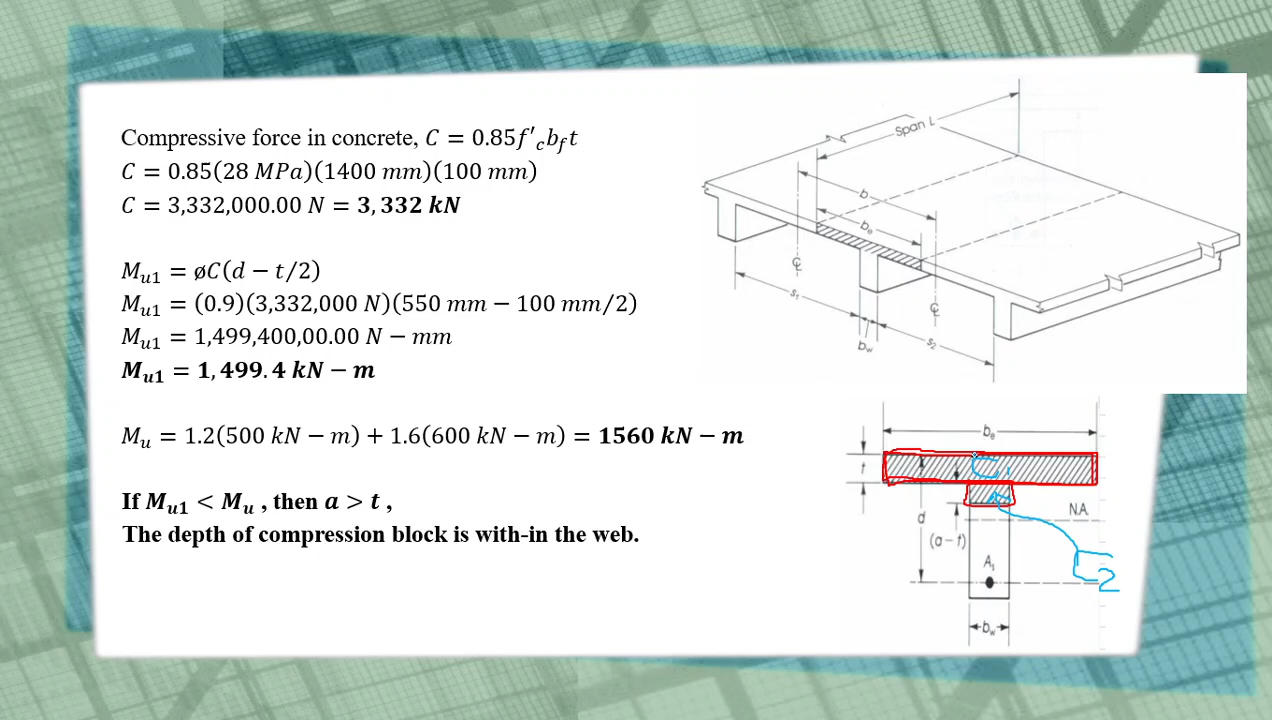 Compressive force in concrete, C = 0.85f'cbft
C = 0.85(28 MPa)(1400 mm)(100 mm)
C = 3,332,000.00 N = 3,332 kN
Mu1 = øC(d − t/2)
Mu1 = (0.9)(3,332,000 N)(550 mm − 100 mm/2)
Mu1 = 1,499,400,00.00 N − mm
Mu1 = 1,499.4 kN − m
Mu = 1.2(500 kN − m) + 1.6(600 kN − m) = 1560 kN − m
If Mu1 < Mu , then a > t ,
The depth of compression block is with-in the web.
Span L
b
be
℄
℄
s1
bw
s2
be
t
C1
d
(a−t)
N.A.
As
C2
bw